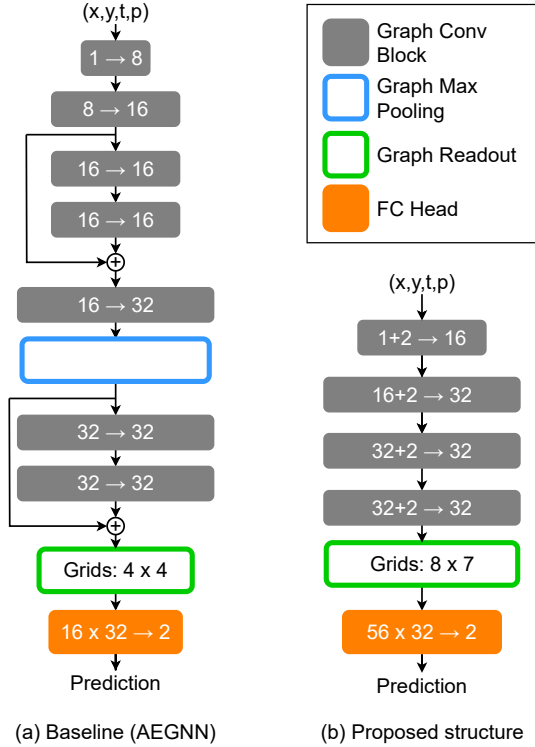 (x,y,t,p)
1 → 8
8 → 16
16 → 16
16 → 16
+
16 → 32
32 → 32
32 → 32
+
Grids: 4 x 4
16 x 32 → 2
Prediction
(a) Baseline (AEGNN)
Graph Conv
Block
Graph Max
Pooling
Graph Readout
FC Head
(x,y,t,p)
1+2 → 16
16+2 → 32
32+2 → 32
32+2 → 32
Grids: 8 x 7
56 x 32 → 2
Prediction
(b) Proposed structure